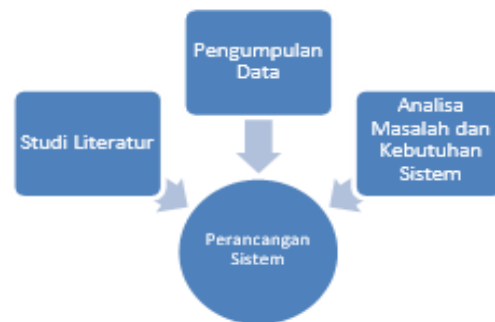 Pengumpulan
Data
Studi Literatur
Analisa
Masalah dan
Kebutuhan
Sistem
Perancangan
Sistem